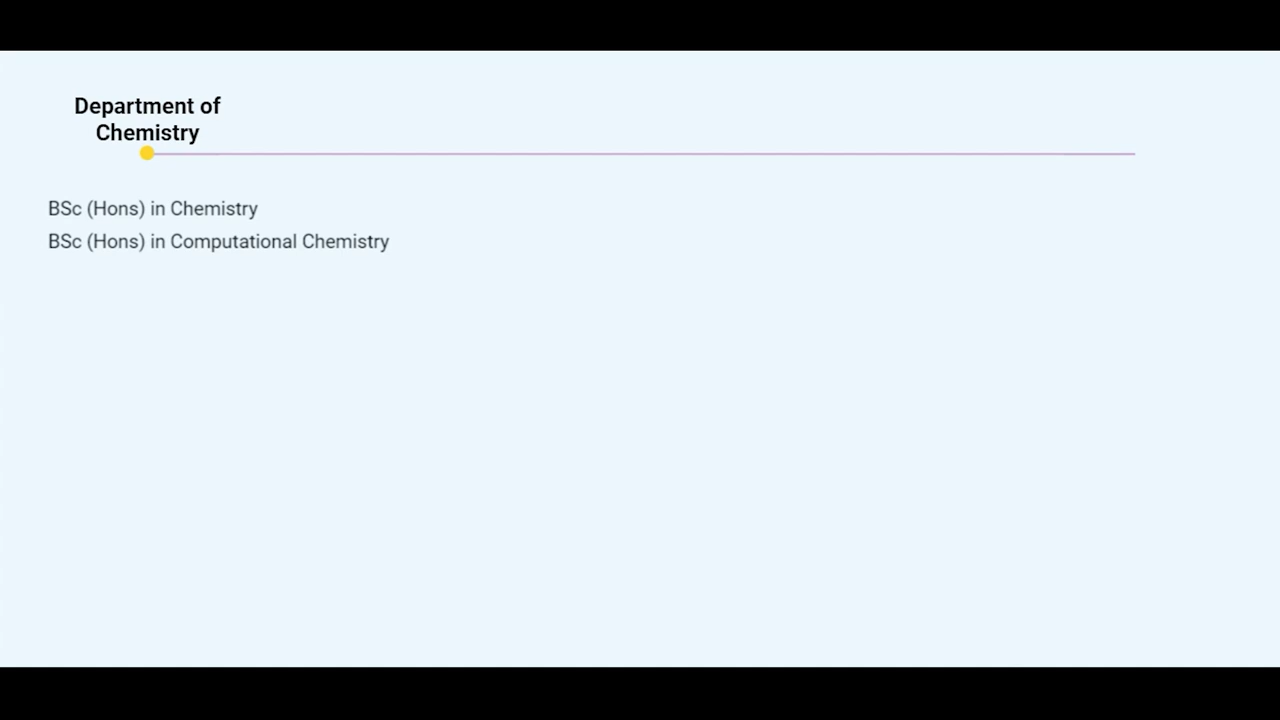 Department of
Chemistry
BSc (Hons) in Chemistry
BSc (Hons) in Computational Chemistry